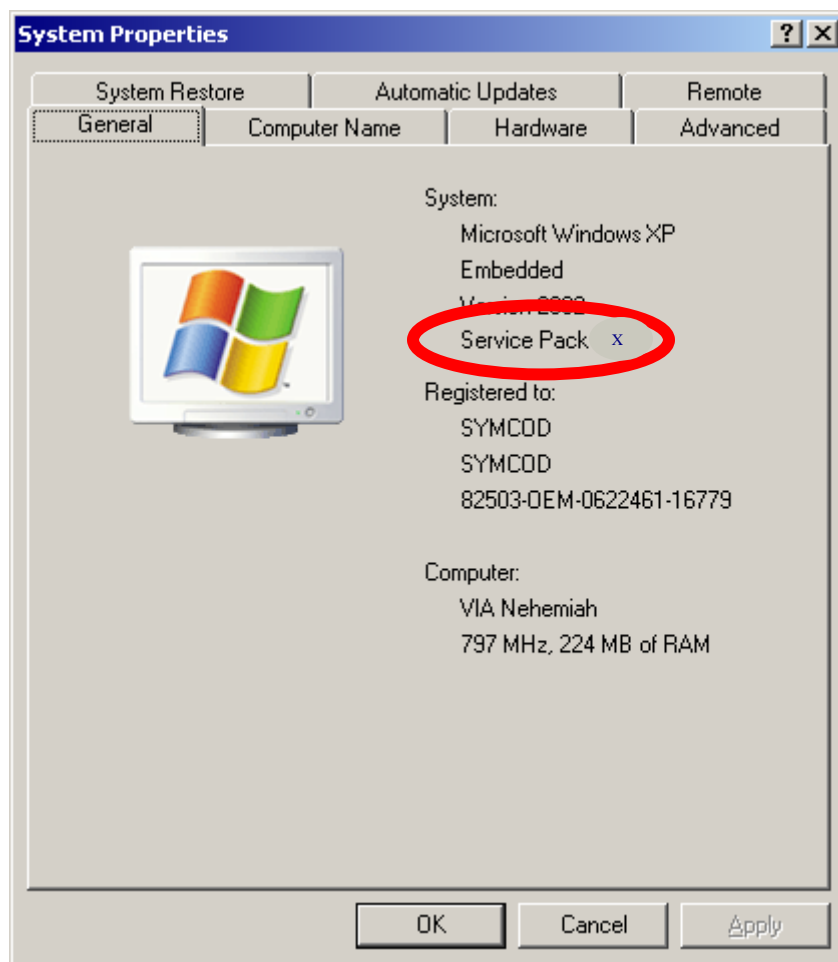 System Properties
System Restore Automatic Updates Remote
General Computer Name Hardware Advanced
System:
Microsoft Windows XP
Embedded
Version 2002
Service Pack x
Registered to:
SYMCOD
SYMCOD
82503-OEM-0622461-16779
Computer:
VIA Nehemiah
797 MHz, 224 MB of RAM
OK Cancel Apply